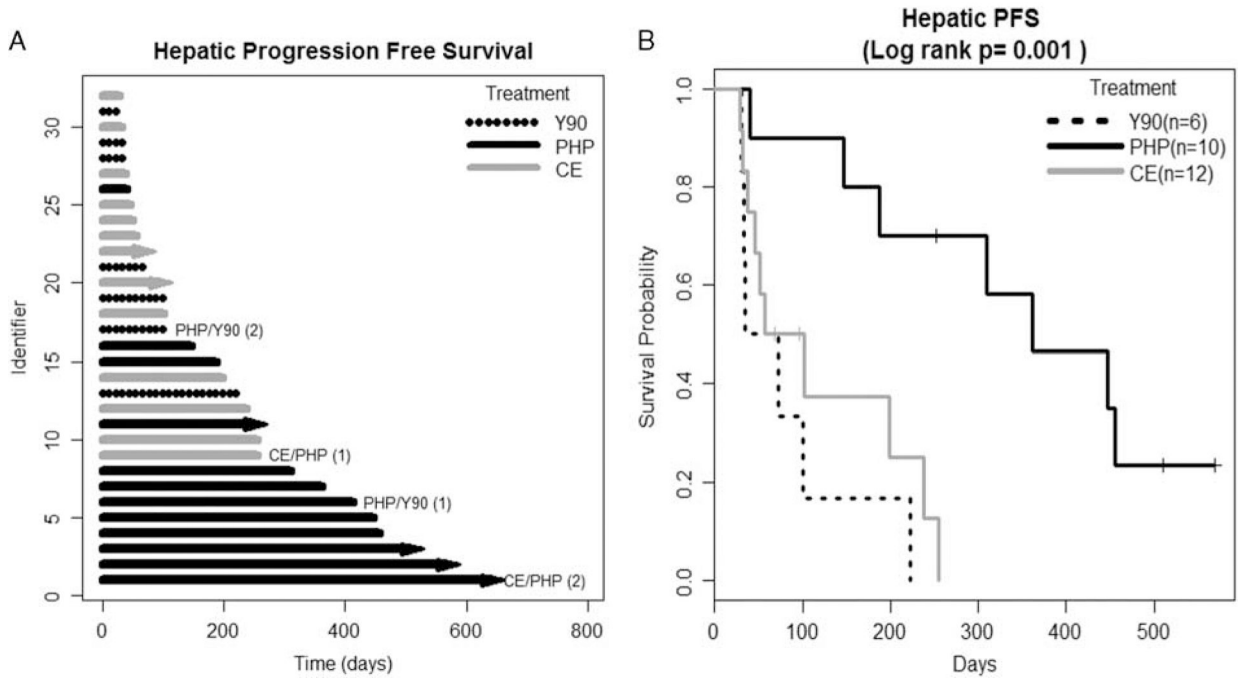 A
Hepatic Progression Free Survival
Treatment
Y90
PHP
CE
Identifier
30
25
20
15
10
5
0
PHP/Y90 (2)
CE/PHP (1)
PHP/Y90 (1)
CE/PHP (2)
0 200 400 600 800
Time (days)
B
Hepatic PFS
(Log rank p= 0.001 )
Treatment
Y90(n=6)
PHP(n=10)
CE(n=12)
Survival Probability
1.0
0.8
0.6
0.4
0.2
0.0
0 100 200 300 400 500
Days